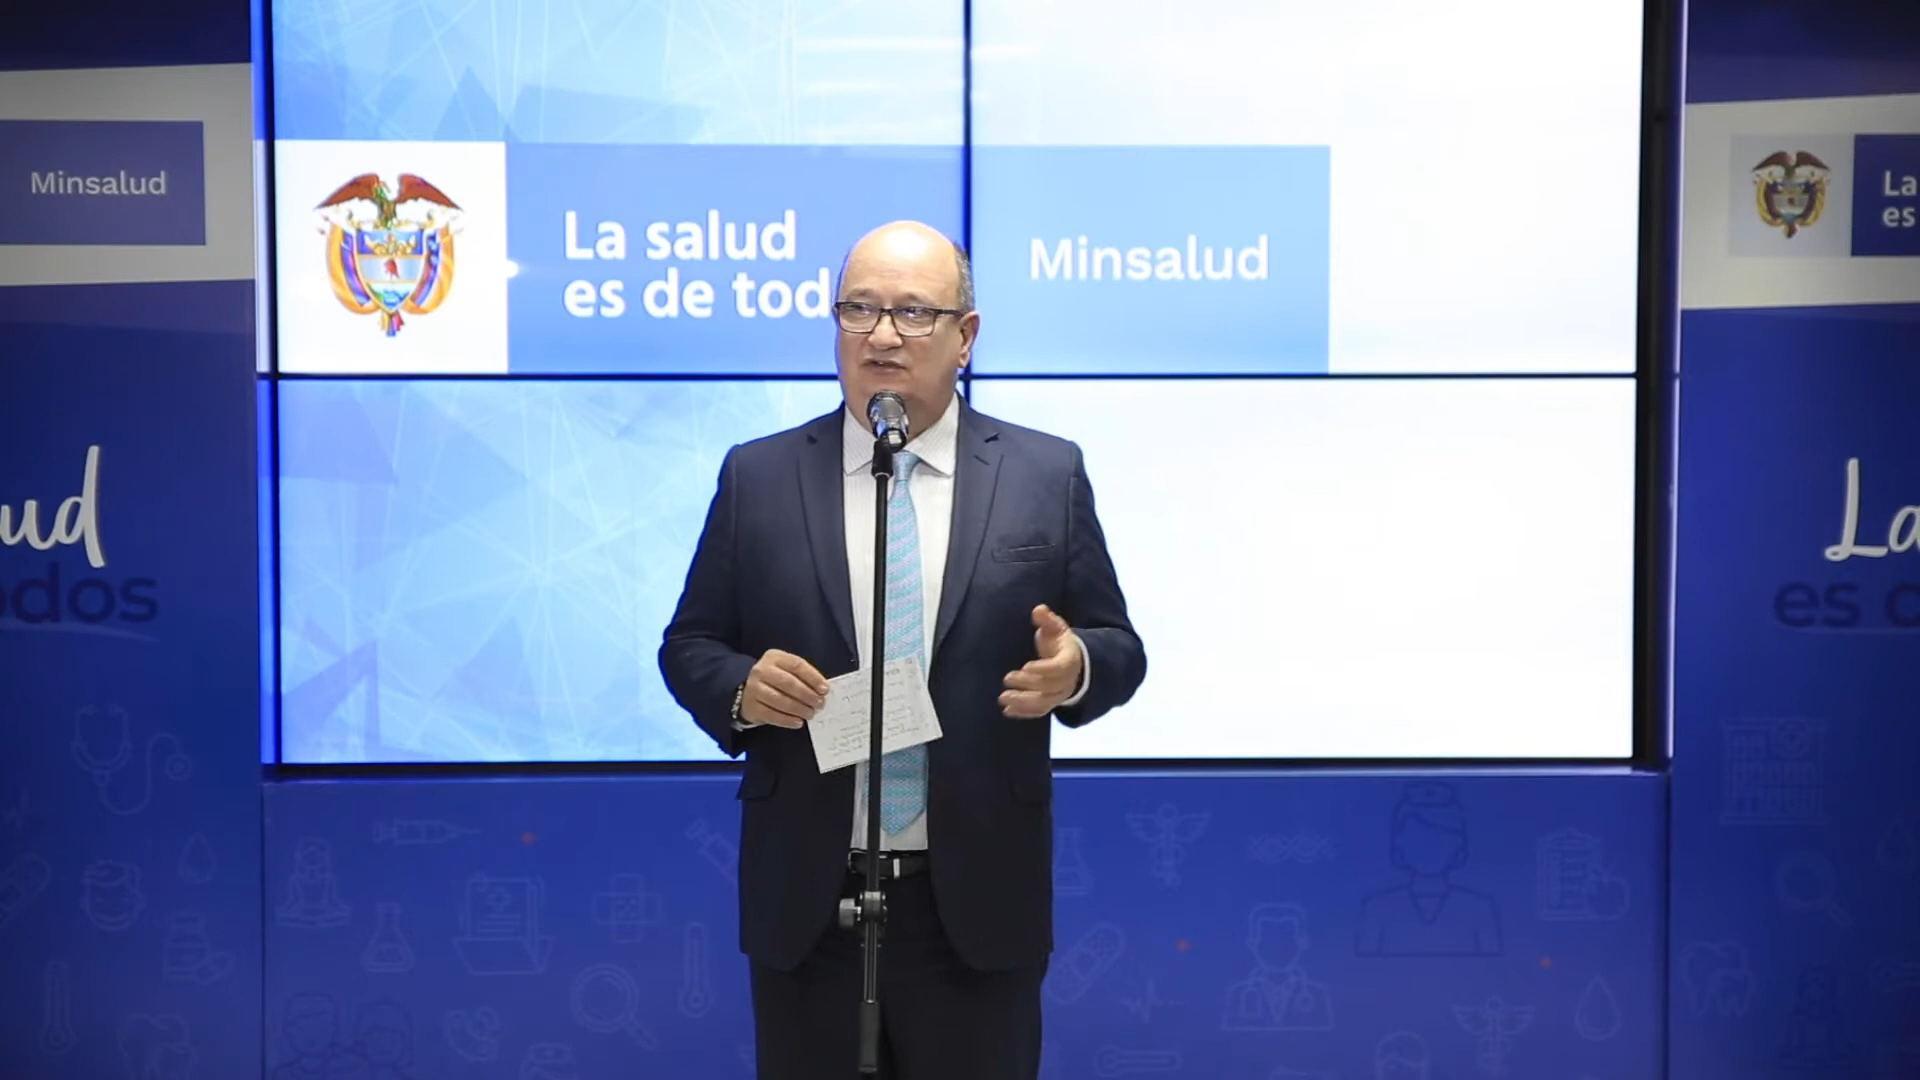 Minsalud
La salud
es de tod
Minsalud
La
es
ud
odos
La
es d